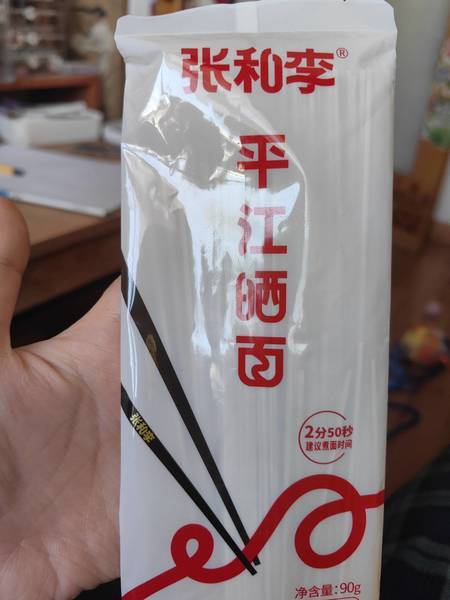 张和李®
平江晒面
张和李
2分50秒
建议煮面时间
净含量:90g